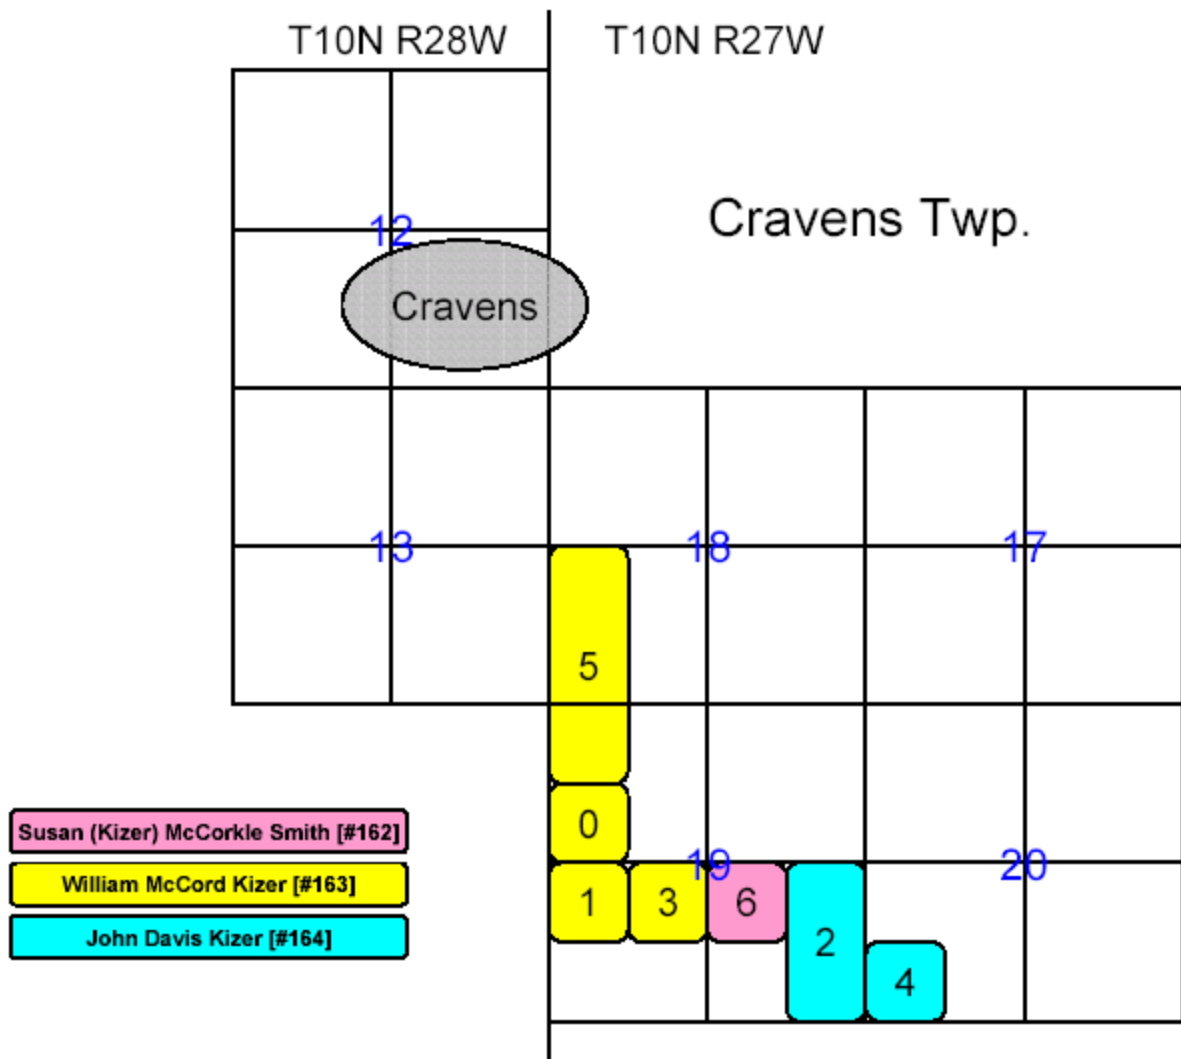 T10N R28W
T10N R27W
Cravens Twp.
12
Cravens
13
18
17
5
0
19
20
1
3
6
2
4
Susan (Kizer) McCorkle Smith [#162]
William McCord Kizer [#163]
John Davis Kizer [#164]